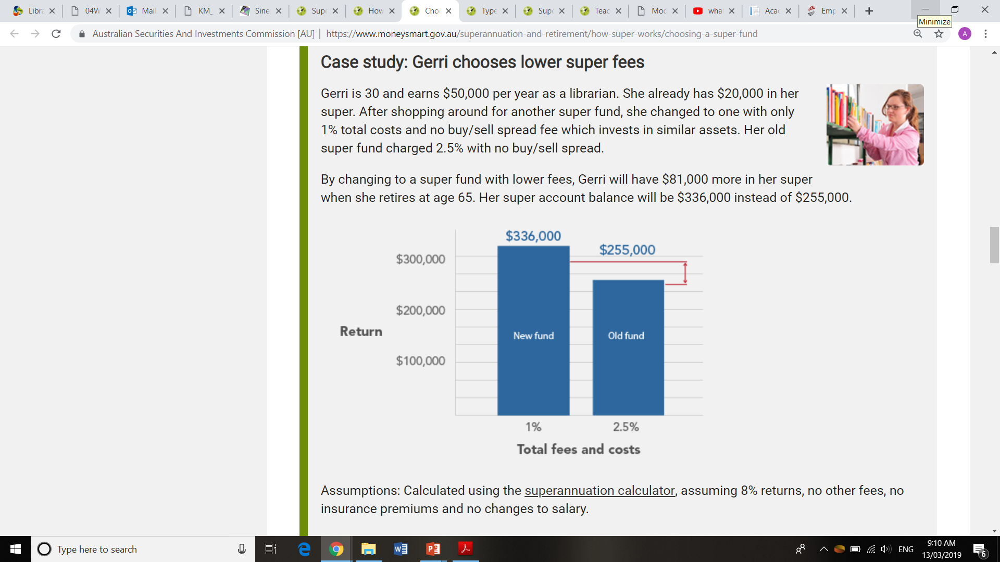 Libra
04W
Mail
KM_
Sine
Supe
How
Cho
Type
Supe
Teac
Moc
wha
Acac
Emp
Minimize
Australian Securities And Investments Commission [AU] | https://www.moneysmart.gov.au/superannuation-and-retirement/how-super-works/choosing-a-super-fund
A
Case study: Gerri chooses lower super fees
Gerri is 30 and earns $50,000 per year as a librarian. She already has $20,000 in her
super. After shopping around for another super fund, she changed to one with only
1% total costs and no buy/sell spread fee which invests in similar assets. Her old
super fund charged 2.5% with no buy/sell spread.
By changing to a super fund with lower fees, Gerri will have $81,000 more in her super
when she retires at age 65. Her super account balance will be $336,000 instead of $255,000.
$336,000
$255,000
$300,000
$200,000
Return
New fund
Old fund
$100,000
1%
2.5%
Total fees and costs
Assumptions: Calculated using the superannuation calculator, assuming 8% returns, no other fees, no
insurance premiums and no changes to salary.
Type here to search
ENG
9:10 AM
13/03/2019
6